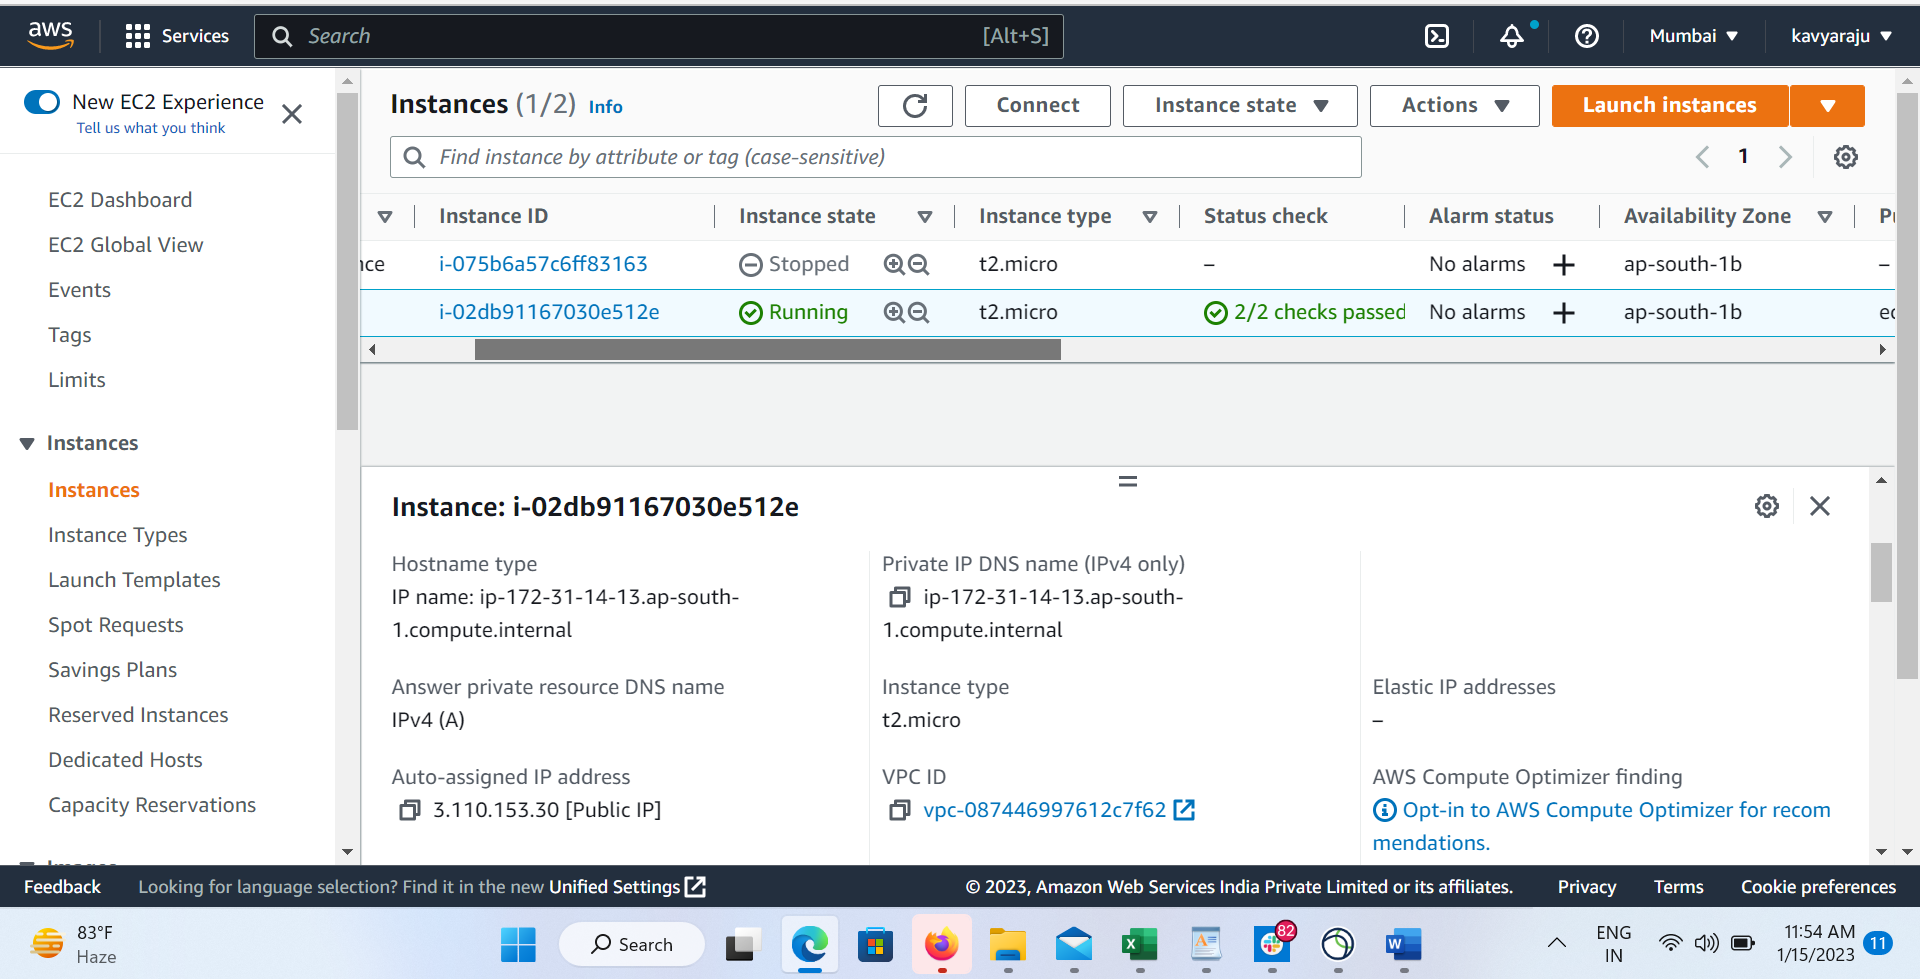 aws
Services
Search [Alt+S]
Mumbai
kavyaraju
New EC2 Experience
Tell us what you think
EC2 Dashboard
EC2 Global View
Events
Tags
Limits
Instances
Instances
Instance Types
Launch Templates
Spot Requests
Savings Plans
Reserved Instances
Dedicated Hosts
Capacity Reservations
Images
Instances (1/2) Info
Connect
Instance state
Actions
Launch instances
Find instance by attribute or tag (case-sensitive)
1
Instance ID Instance state Instance type Status check Alarm status Availability Zone
nce i-075b6a57c6ff83163 Stopped t2.micro – No alarms + ap-south-1b –
i-02db91167030e512e Running t2.micro 2/2 checks passed No alarms + ap-south-1b ec
Instance: i-02db91167030e512e
Hostname type
IP name: ip-172-31-14-13.ap-south-
1.compute.internal
Private IP DNS name (IPv4 only)
ip-172-31-14-13.ap-south-
1.compute.internal
Answer private resource DNS name
IPv4 (A)
Instance type
t2.micro
Elastic IP addresses
–
Auto-assigned IP address
3.110.153.30 [Public IP]
VPC ID
vpc-087446997612c7f62
AWS Compute Optimizer finding
Opt-in to AWS Compute Optimizer for recom
mendations.
Feedback Looking for language selection? Find it in the new Unified Settings © 2023, Amazon Web Services India Private Limited or its affiliates. Privacy Terms Cookie preferences
83°F
Haze
Search
82
ENG
IN
11:54 AM
1/15/2023
11